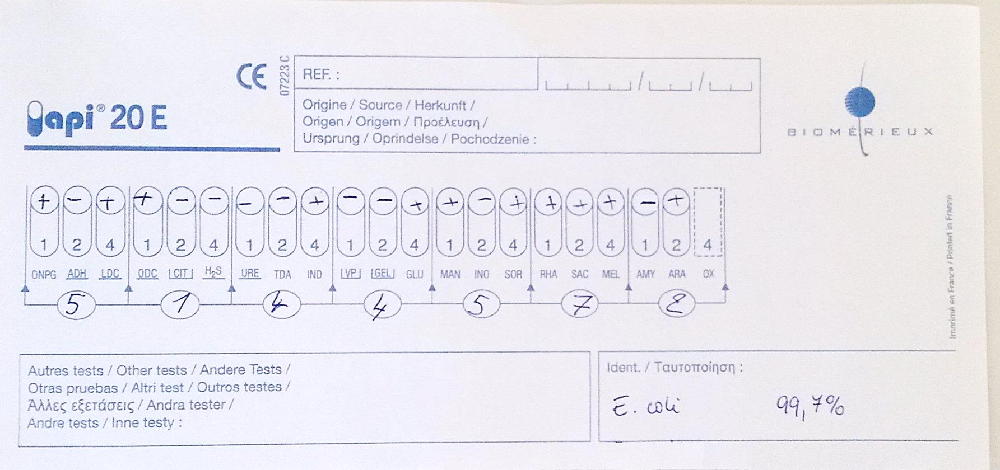 CE
07223 C
REF. :
api® 20 E
Origine / Source / Herkunft /
Origen / Origem / Προέλευση /
Ursprung / Oprindelse / Pochodzenie :
BIOMÉRIEUX
+ − + + − − − − + − − + + − + + + + − +
1 2 4 1 2 4 1 2 4 1 2 4 1 2 4 1 2 4 1 2 4
ONPG ADH LDC ODC CIT H₂S URE TDA IND VP GEL GLU MAN INO SOR RHA SAC MEL AMY ARA OX
5 1 4 4 5 7 2
Imprimé en France / Printed in France
Autres tests / Other tests / Andere Tests /
Otras pruebas / Altri test / Outros testes /
Άλλες εξετάσεις / Andra tester /
Andre tests / Inne testy :
Ident. / Ταυτοποίηση :
E. coli 99,7%